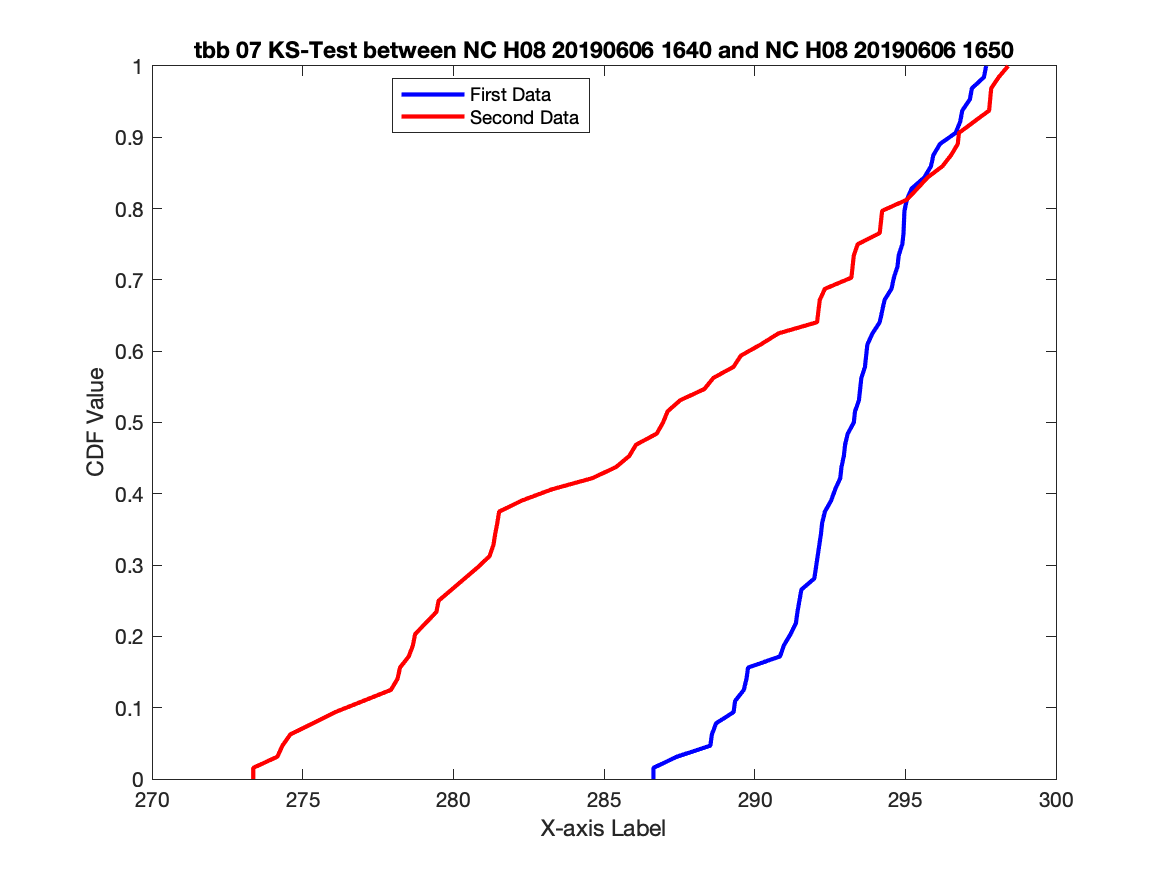 tbb 07 KS-Test between NC H08 20190606 1640 and NC H08 20190606 1650
First Data
Second Data
1
0.9
0.8
0.7
0.6
0.5
0.4
0.3
0.2
0.1
0
CDF Value
270 275 280 285 290 295 300
X-axis Label